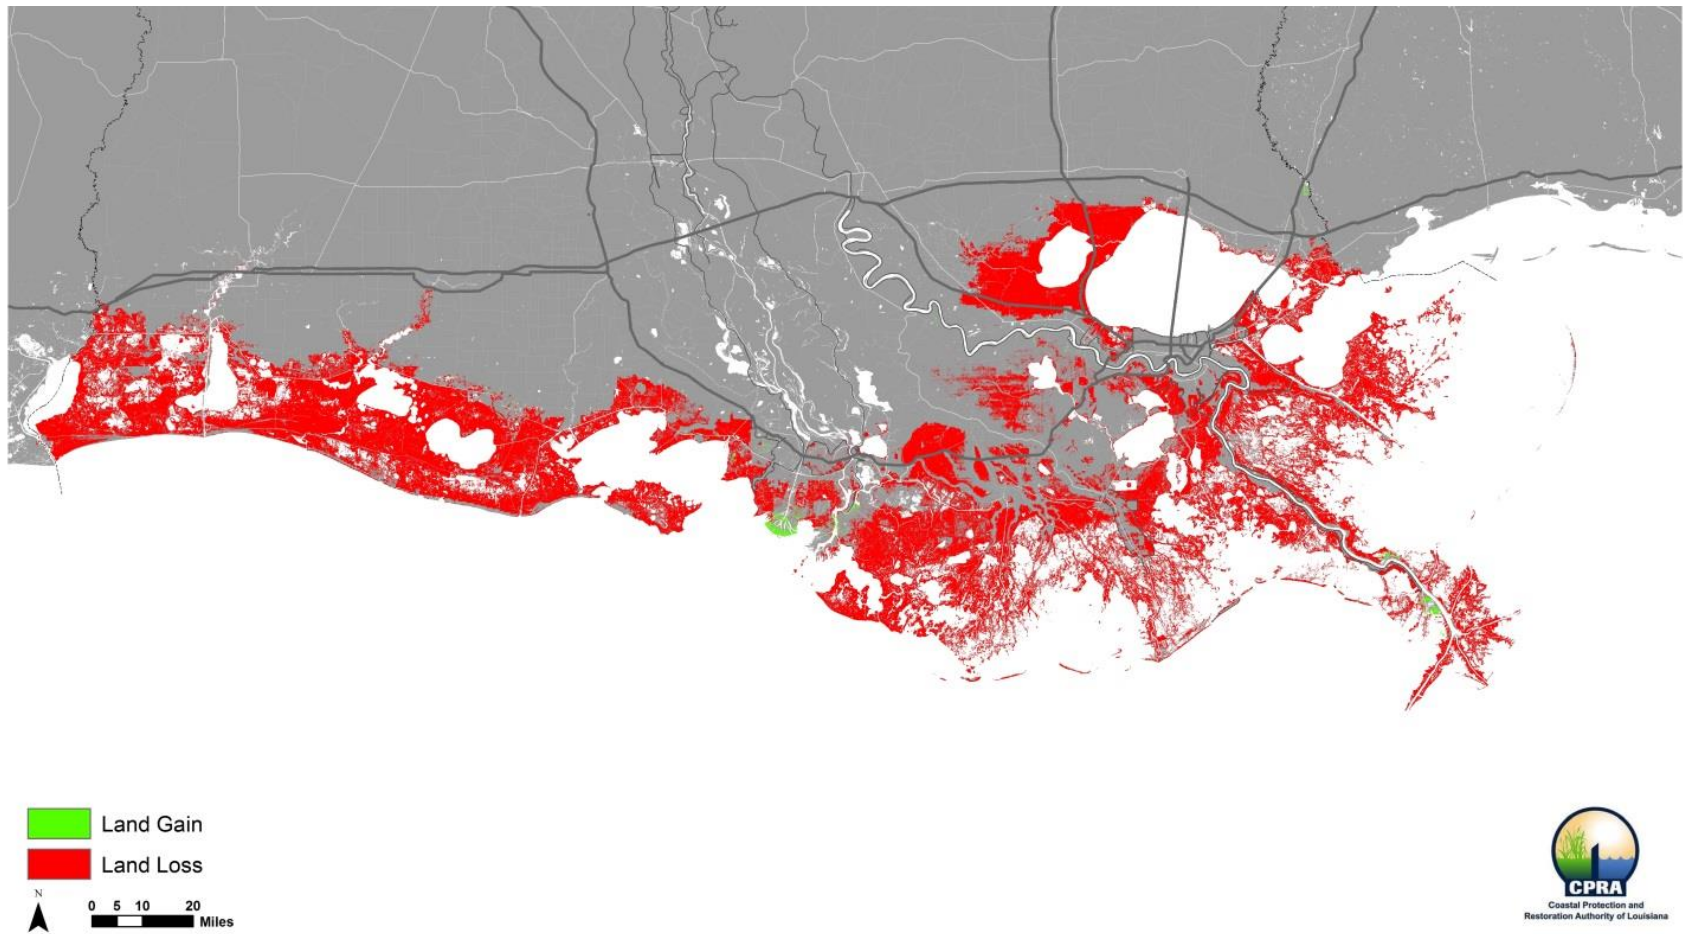 Land Gain
Land Loss
N
0 5 10 20
Miles
CPRA
Coastal Protection and
Restoration Authority of Louisiana